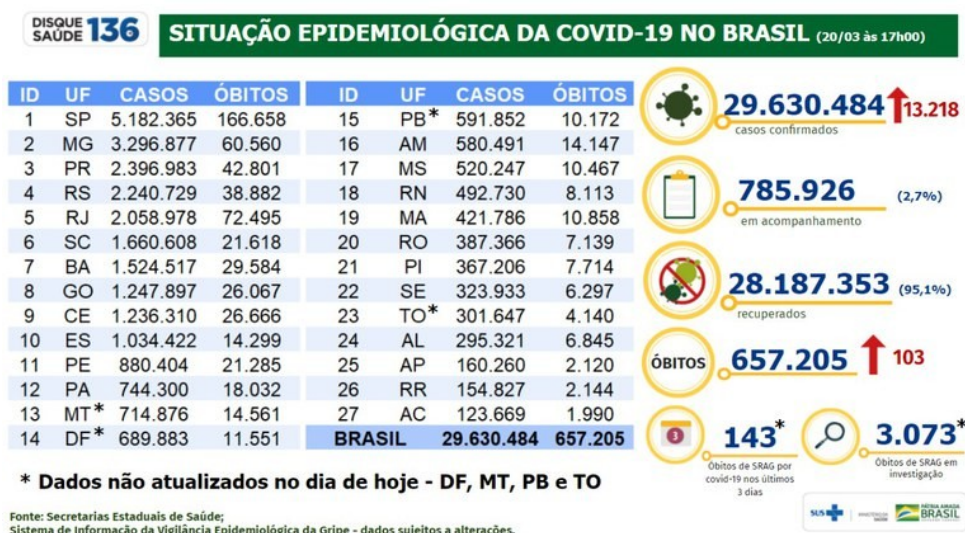 DISQUE
SAÚDE 136
SITUAÇÃO EPIDEMIOLÓGICA DA COVID-19 NO BRASIL (20/03 às 17h00)
ID UF CASOS ÓBITOS
1 SP 5.182.365 166.658
2 MG 3.296.877 60.560
3 PR 2.396.983 42.801
4 RS 2.240.729 38.882
5 RJ 2.058.978 72.495
6 SC 1.660.608 21.618
7 BA 1.524.517 29.584
8 GO 1.247.897 26.067
9 CE 1.236.310 26.666
10 ES 1.034.422 14.299
11 PE 880.404 21.285
12 PA 744.300 18.032
13 MT* 714.876 14.561
14 DF* 689.883 11.551
ID UF CASOS ÓBITOS
15 PB* 591.852 10.172
16 AM 580.491 14.147
17 MS 520.247 10.467
18 RN 492.730 8.113
19 MA 421.786 10.858
20 RO 387.366 7.139
21 PI 367.206 7.714
22 SE 323.933 6.297
23 TO* 301.647 4.140
24 AL 295.321 6.845
25 AP 160.260 2.120
26 RR 154.827 2.144
27 AC 123.669 1.990
BRASIL 29.630.484 657.205
29.630.484 13.218
casos confirmados
785.926 (2,7%)
em acompanhamento
28.187.353 (95,1%)
recuperados
ÓBITOS 657.205 103
3
143*
Óbitos de SRAG por
covid-19 nos últimos
3 dias
3.073*
Óbitos de SRAG em
investigação
* Dados não atualizados no dia de hoje - DF, MT, PB e TO
Fonte: Secretarias Estaduais de Saúde;
Sistema de Informação da Vigilância Epidemiológica da Gripe - dados sujeitos a alterações.
SUS
MINISTÉRIO DA
SAÚDE
PÁTRIA AMADA
BRASIL